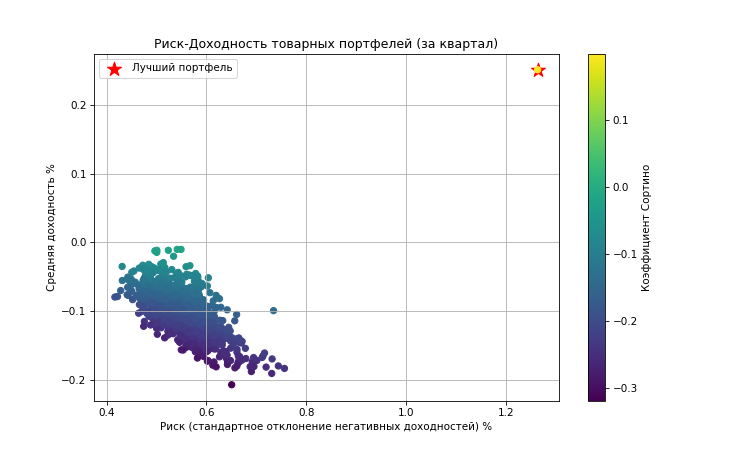 Риск-Доходность товарных портфелей (за квартал)
Лучший портфель
Средняя доходность %
0.2
0.1
0.0
−0.1
−0.2
0.4 0.6 0.8 1.0 1.2
Риск (стандартное отклонение негативных доходностей) %
0.1
0.0
−0.1
−0.2
−0.3
Коэффициент Сортино